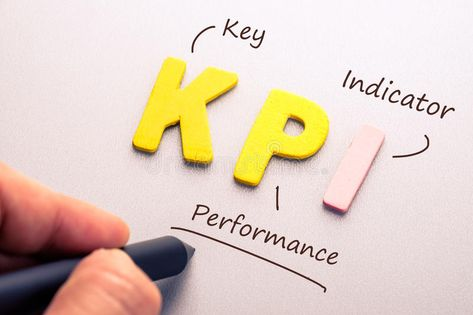 Key
KPI
Indicator
Performance